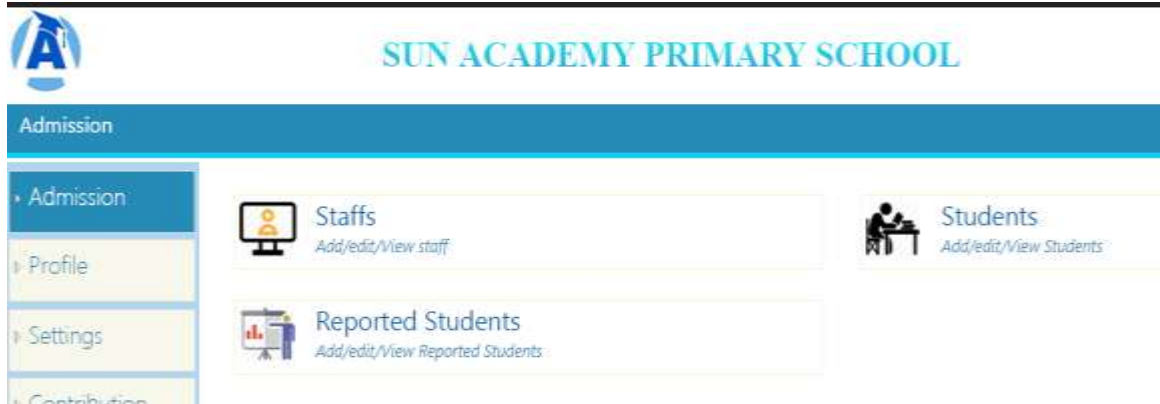 SUN ACADEMY PRIMARY SCHOOL
Admission
Admission
Profile
Settings
Contribution
Staffs
Add/edit/View staff
Students
Add/edit/View Students
Reported Students
Add/edit/View Reported Students